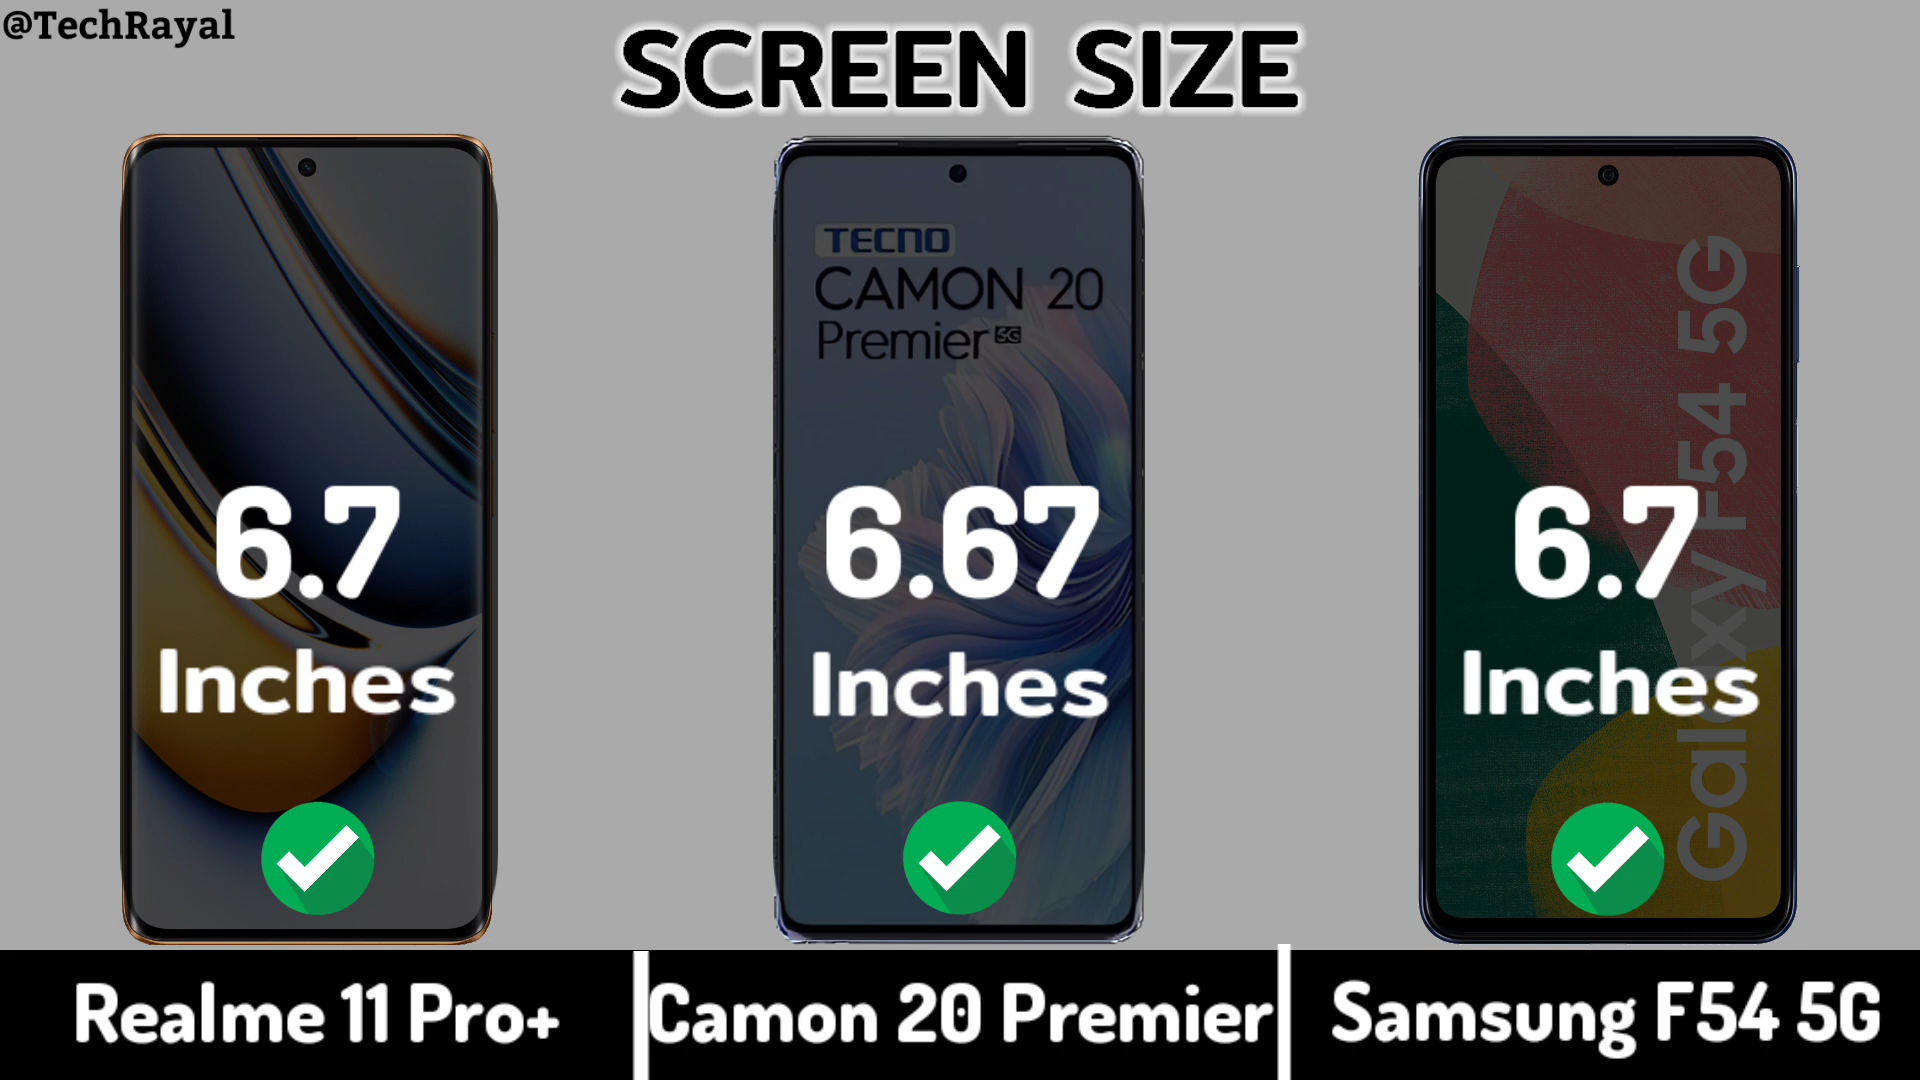 @TechRayal
SCREEN SIZE
TECNO
CAMON 20
Premier 5G
Galaxy F54 5G
6.7
Inches
6.67
Inches
6.7
Inches
Realme 11 Pro+
Camon 20 Premier
Samsung F54 5G